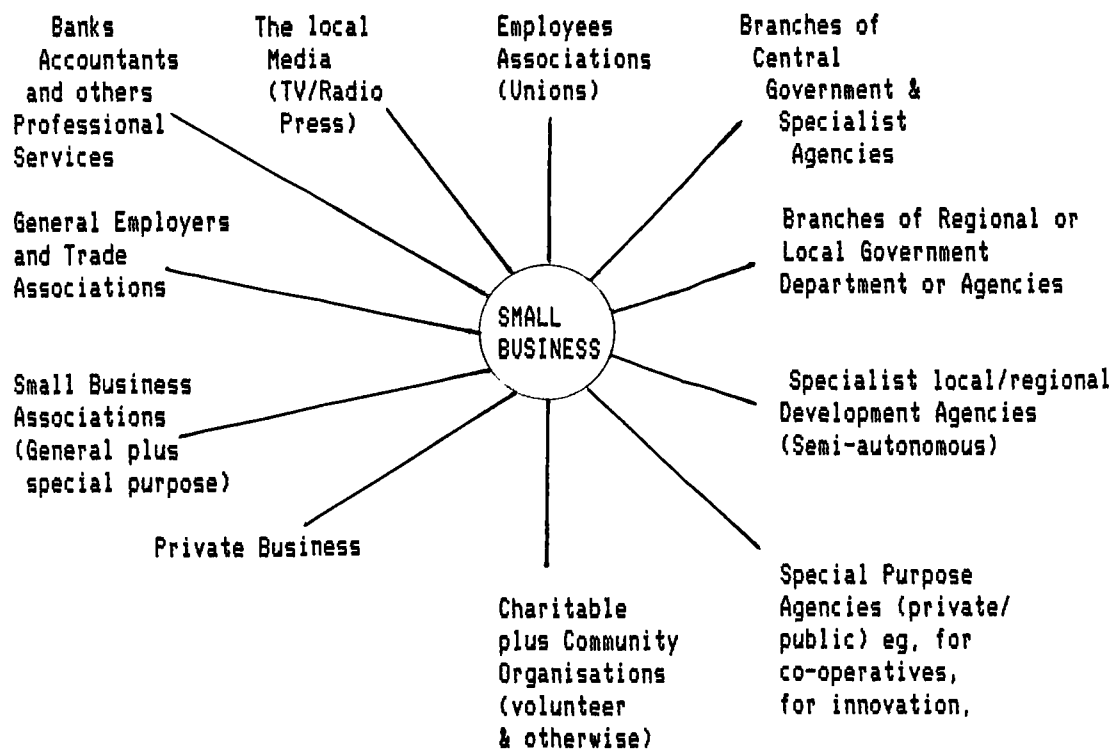 Banks
Accountants
and others
Professional
Services
The local
Media
(TV/Radio
Press)
Employees
Associations
(Unions)
Branches of
Central
Government &
Specialist
Agencies
General Employers
and Trade
Associations
Branches of Regional or
Local Government
Department or Agencies
SMALL
BUSINESS
Small Business
Associations
(General plus
special purpose)
Specialist local/regional
Development Agencies
(Semi-autonomous)
Private Business
Charitable
plus Community
Organisations
(volunteer
& otherwise)
Special Purpose
Agencies (private/
public) eg, for
co-operatives,
for innovation,